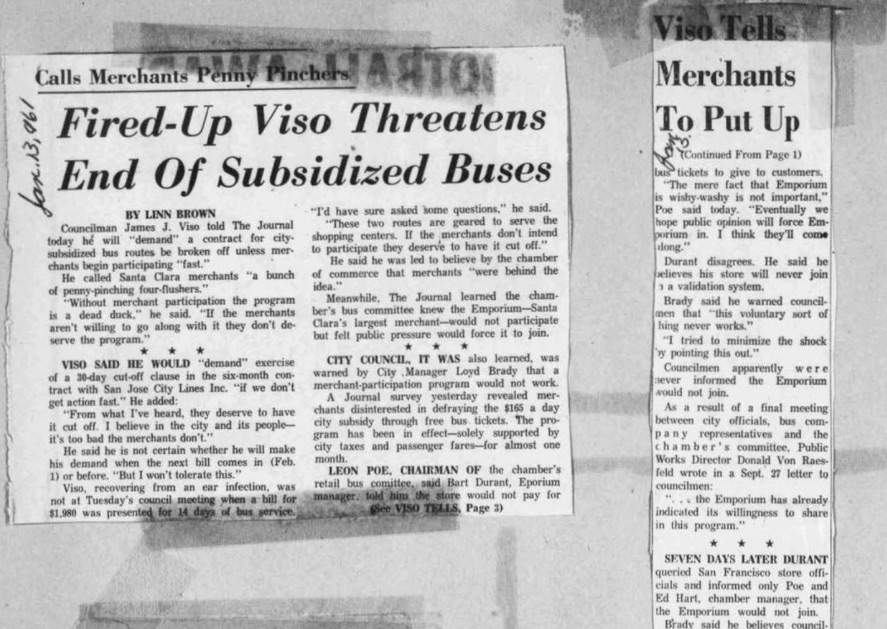 Calls Merchants Penny Pinchers
Fired-Up Viso Threatens
End Of Subsidized Buses
Jan. 13, 1961
BY LINN BROWN
Councilman James J. Viso told The Journal
today he will "demand" a contract for city-
subsidized bus routes be broken off unless mer-
chants begin participating "fast."
He called Santa Clara merchants "a bunch
of penny-pinching four-flushers."
"Without merchant participation the program
is a dead duck," he said. "If the merchants
aren't willing to go along with it they don't de-
serve the program."
★ ★ ★
VISO SAID HE WOULD "demand" exercise
of a 30-day cut-off clause in the six-month con-
tract with San Jose City Lines Inc. "if we don't
get action fast." He added:
"From what I've heard, they deserve to have
it cut off. I believe in the city and its people—
it's too bad the merchants don't."
He said he is not certain whether he will make
his demand when the next bill comes in (Feb.
1) or before. "But I won't tolerate this."
Viso, recovering from an ear infection, was
not at Tuesday's council meeting when a bill for
$1,980 was presented for 14 days of bus service.
"I'd have sure asked some questions," he said.
"These two routes are geared to serve the
shopping centers. If the merchants don't intend
to participate they deserve to have it cut off."
He said he was led to believe by the chamber
of commerce that merchants "were behind the
idea."
Meanwhile, The Journal learned the cham-
ber's bus committee knew the Emporium—Santa
Clara's largest merchant—would not participate
but felt public pressure would force it to join.
★ ★ ★
CITY COUNCIL, IT WAS also learned, was
warned by City Manager Loyd Brady that a
merchant-participation program would not work.
A Journal survey yesterday revealed mer-
chants disinterested in defraying the $165 a day
city subsidy through free bus tickets. The pro-
gram has been in effect—solely supported by
city taxes and passenger fares—for almost one
month.
LEON POE, CHAIRMAN OF the chamber's
retail bus comittee, said Bart Durant, Eporium
manager, told him the store would not pay for
(See VISO TELLS, Page 3)
Viso Tells
Merchants
To Put Up
Jan 13.
(Continued From Page 1)
bus tickets to give to customers.
"The mere fact that Emporium
is wishy-washy is not important,"
Poe said today. "Eventually we
hope public opinion will force Em-
porium in. I think they'll come
along."
Durant disagrees. He said he
believes his store will never join
a validation system.
Brady said he warned council-
men that "this voluntary sort of
hing never works."
"I tried to minimize the shock
by pointing this out."
Councilmen apparently were
never informed the Emporium
would not join.
As a result of a final meeting
between city officials, bus com-
pany representatives and the
chamber's committee, Public
Works Director Donald Von Raes-
feld wrote in a Sept. 27 letter to
councilmen:
". . . the Emporium has already
indicated its willingness to share
in this program."
★ ★ ★
SEVEN DAYS LATER DURANT
queried San Francisco store offi-
cials and informed only Poe and
Ed Hart, chamber manager, that
the Emporium would not join.
Brady said he believes council-